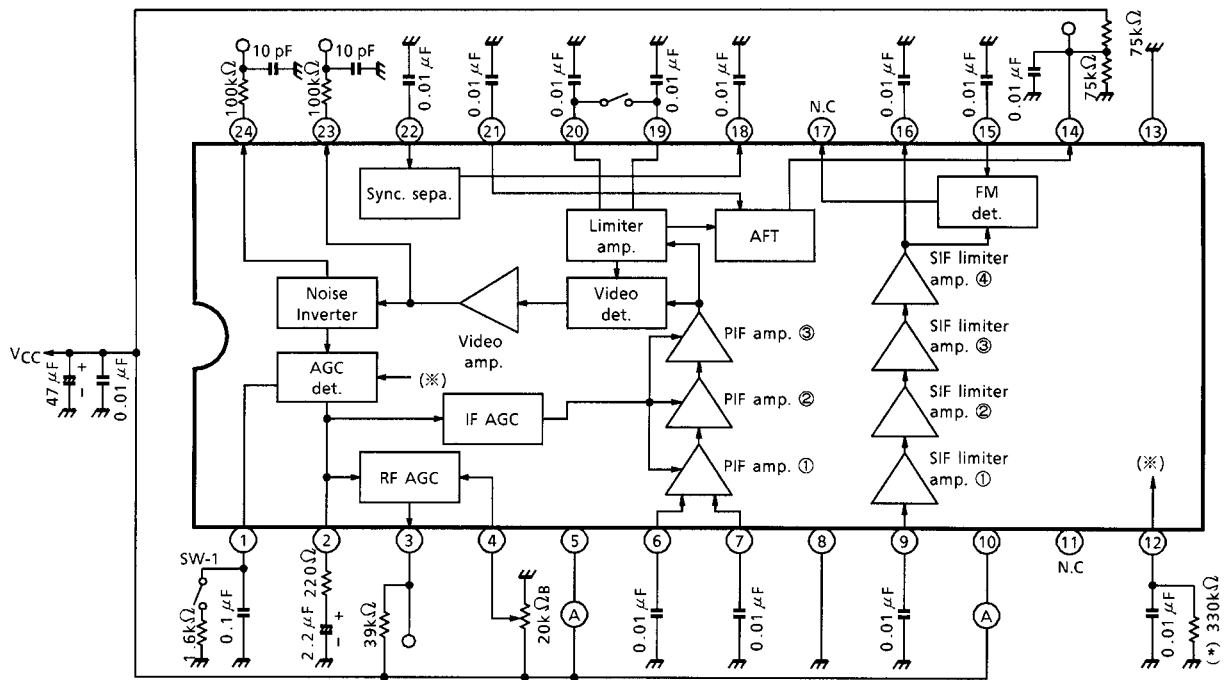 10 pF
10 pF
100kΩ
100kΩ
0.01 μF
0.01 μF
0.01 μF
0.01 μF
0.01 μF
N.C
0.01 μF
0.01 μF
0.01 μF
75kΩ
75kΩ
24
23
22
21
20
19
18
17
16
15
14
13
Sync. sepa.
Limiter
amp.
AFT
FM
det.
Noise
Inverter
Video
amp.
Video
det.
SIF limiter
amp. ④
PIF amp. ③
SIF limiter
amp. ③
VCC
47 μF
+
−
0.01 μF
AGC
det.
(※)
IF AGC
PIF amp. ②
SIF limiter
amp. ②
RF AGC
PIF amp. ①
SIF limiter
amp. ①
(※)
1
2
3
4
5
6
7
8
9
10
11
12
N.C
SW-1
1.6kΩ
0.1 μF
220Ω
2.2 μF
+
−
39kΩ
20kΩB
A
0.01 μF
0.01 μF
0.01 μF
A
0.01 μF
(*) 330kΩ